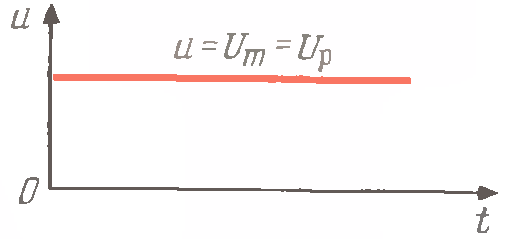 u
u = Uₘ = Uₚ
0
t